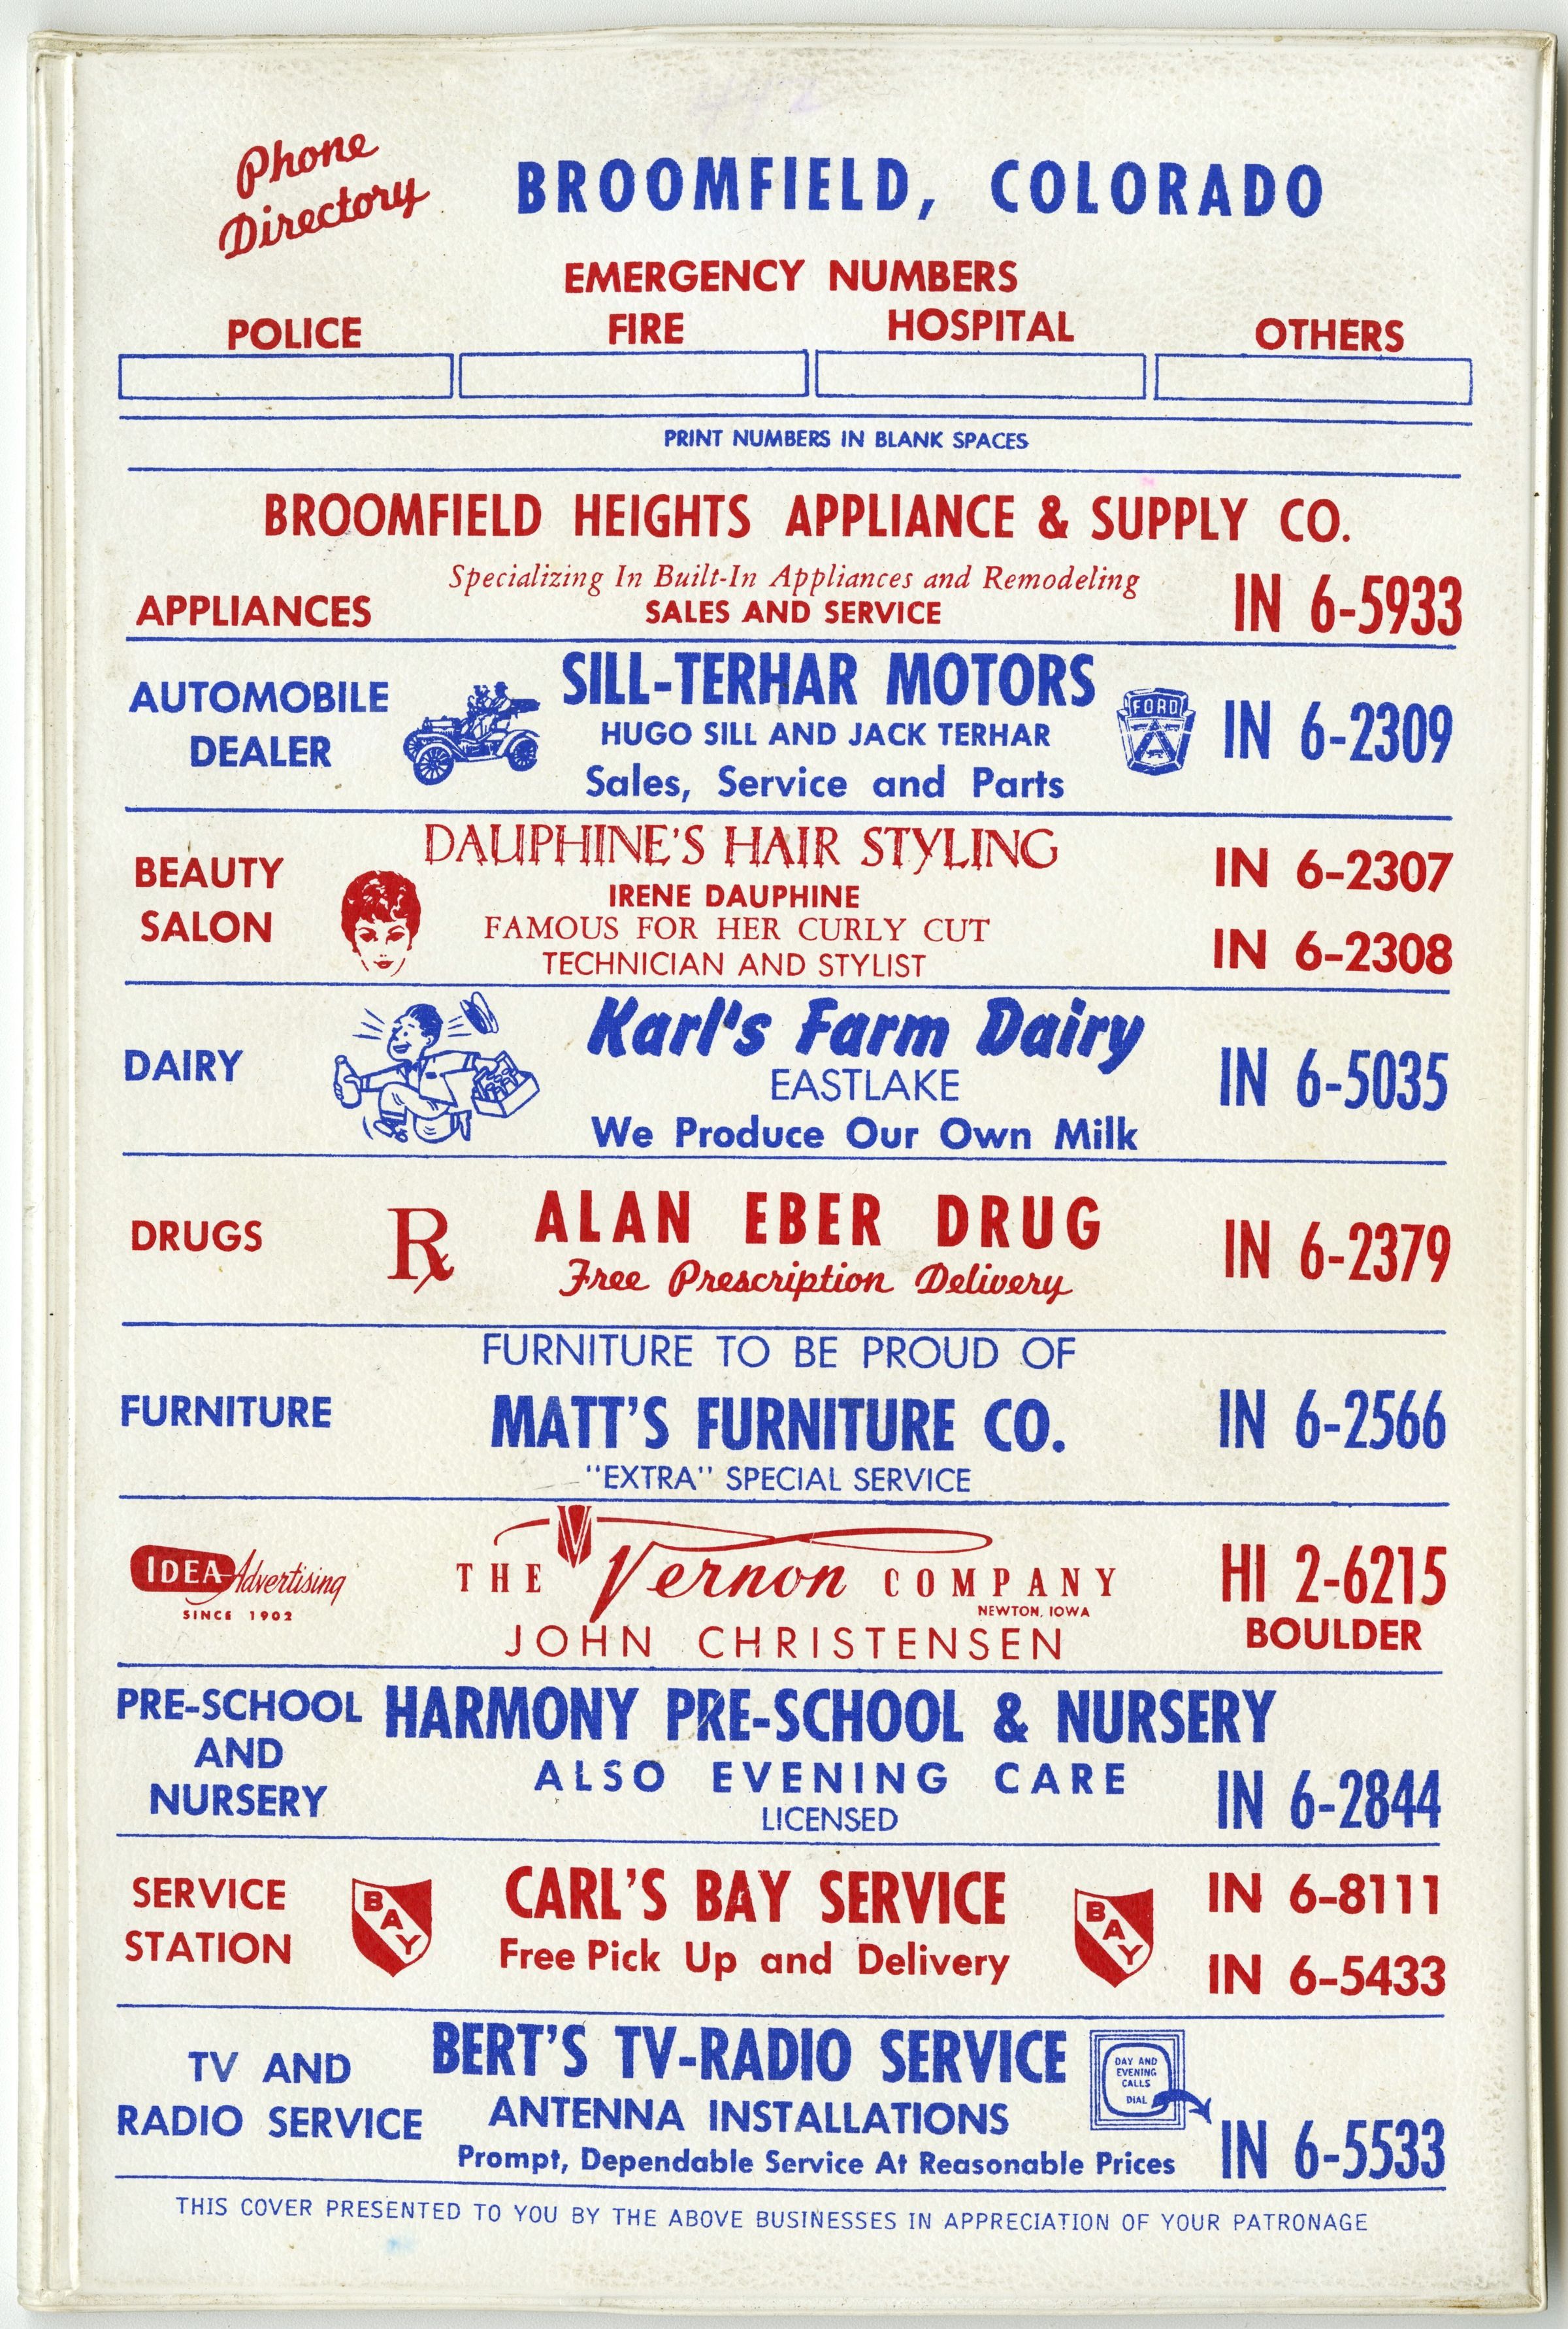 Phone
Directory
BROOMFIELD, COLORADO
EMERGENCY NUMBERS
POLICE FIRE HOSPITAL OTHERS
PRINT NUMBERS IN BLANK SPACES
BROOMFIELD HEIGHTS APPLIANCE & SUPPLY CO.
Specializing In Built-In Appliances and Remodeling
APPLIANCES SALES AND SERVICE IN 6-5933
AUTOMOBILE
DEALER
SILL-TERHAR MOTORS
HUGO SILL AND JACK TERHAR
Sales, Service and Parts
FORD
IN 6-2309
BEAUTY
SALON
DAUPHINE'S HAIR STYLING
IRENE DAUPHINE
FAMOUS FOR HER CURLY CUT
TECHNICIAN AND STYLIST
IN 6-2307
IN 6-2308
DAIRY
Karl's Farm Dairy
EASTLAKE
We Produce Our Own Milk
IN 6-5035
DRUGS
Rx
ALAN EBER DRUG
Free Prescription Delivery
IN 6-2379
FURNITURE TO BE PROUD OF
FURNITURE
MATT'S FURNITURE CO.
"EXTRA" SPECIAL SERVICE
IN 6-2566
IDEA Advertising
SINCE 1902
V
THE Vernon COMPANY
NEWTON, IOWA
JOHN CHRISTENSEN
HI 2-6215
BOULDER
PRE-SCHOOL
AND
NURSERY
HARMONY PRE-SCHOOL & NURSERY
ALSO EVENING CARE
LICENSED
IN 6-2844
SERVICE
STATION
BAY
CARL'S BAY SERVICE
Free Pick Up and Delivery
BAY
IN 6-8111
IN 6-5433
TV AND
RADIO SERVICE
BERT'S TV-RADIO SERVICE
ANTENNA INSTALLATIONS
Prompt, Dependable Service At Reasonable Prices
DAY AND
EVENING
CALLS
DIAL
IN 6-5533
THIS COVER PRESENTED TO YOU BY THE ABOVE BUSINESSES IN APPRECIATION OF YOUR PATRONAGE